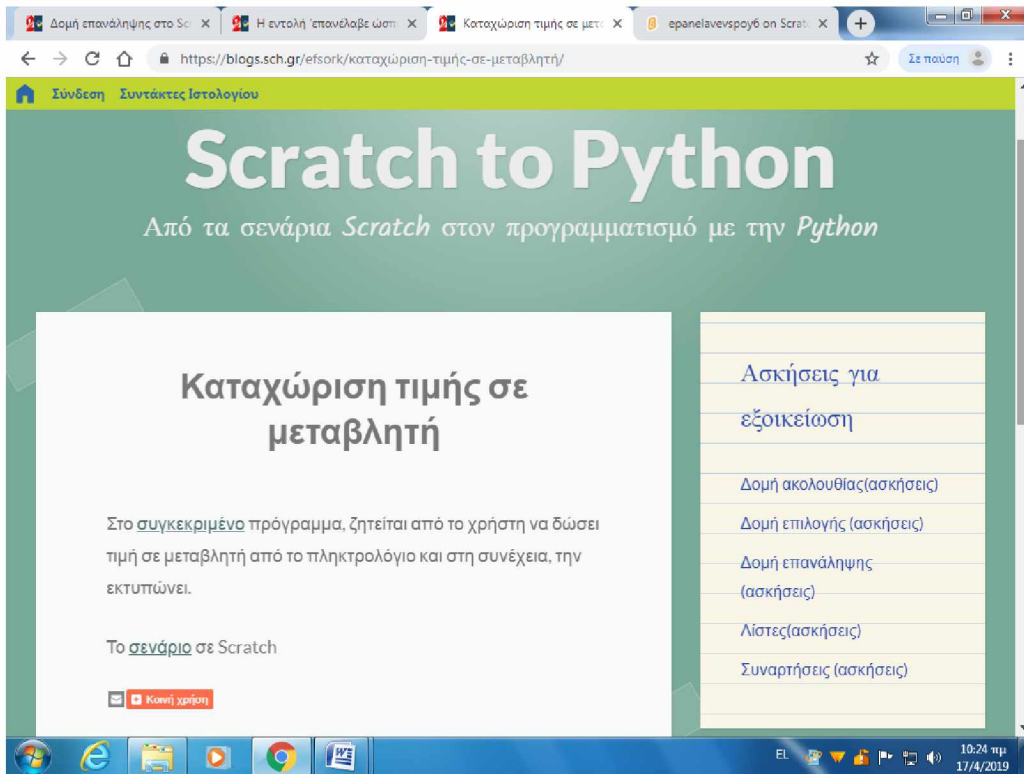 Δομή επανάληψης στο Sc
Η εντολή 'επανέλαβε ώσπ
Καταχώριση τιμής σε μετα
epanelavevspoy6 on Scrat
https://blogs.sch.gr/efsork/καταχώριση-τιμής-σε-μεταβλητή/
Σε παύση
Σύνδεση Συντάκτες Ιστολογίου
Scratch to Python
Από τα σενάρια Scratch στον προγραμματισμό με την Python
Καταχώριση τιμής σε
μεταβλητή
Στο συγκεκριμένο πρόγραμμα, ζητείται από το χρήστη να δώσει
τιμή σε μεταβλητή από το πληκτρολόγιο και στη συνέχεια, την
εκτυπώνει.
Το σενάριο σε Scratch
Κοινή χρήση
Ασκήσεις για
εξοικείωση
Δομή ακολουθίας(ασκήσεις)
Δομή επιλογής (ασκήσεις)
Δομή επανάληψης
(ασκήσεις)
Λίστες(ασκήσεις)
Συναρτήσεις (ασκήσεις)
EL
10:24 πμ
17/4/2019